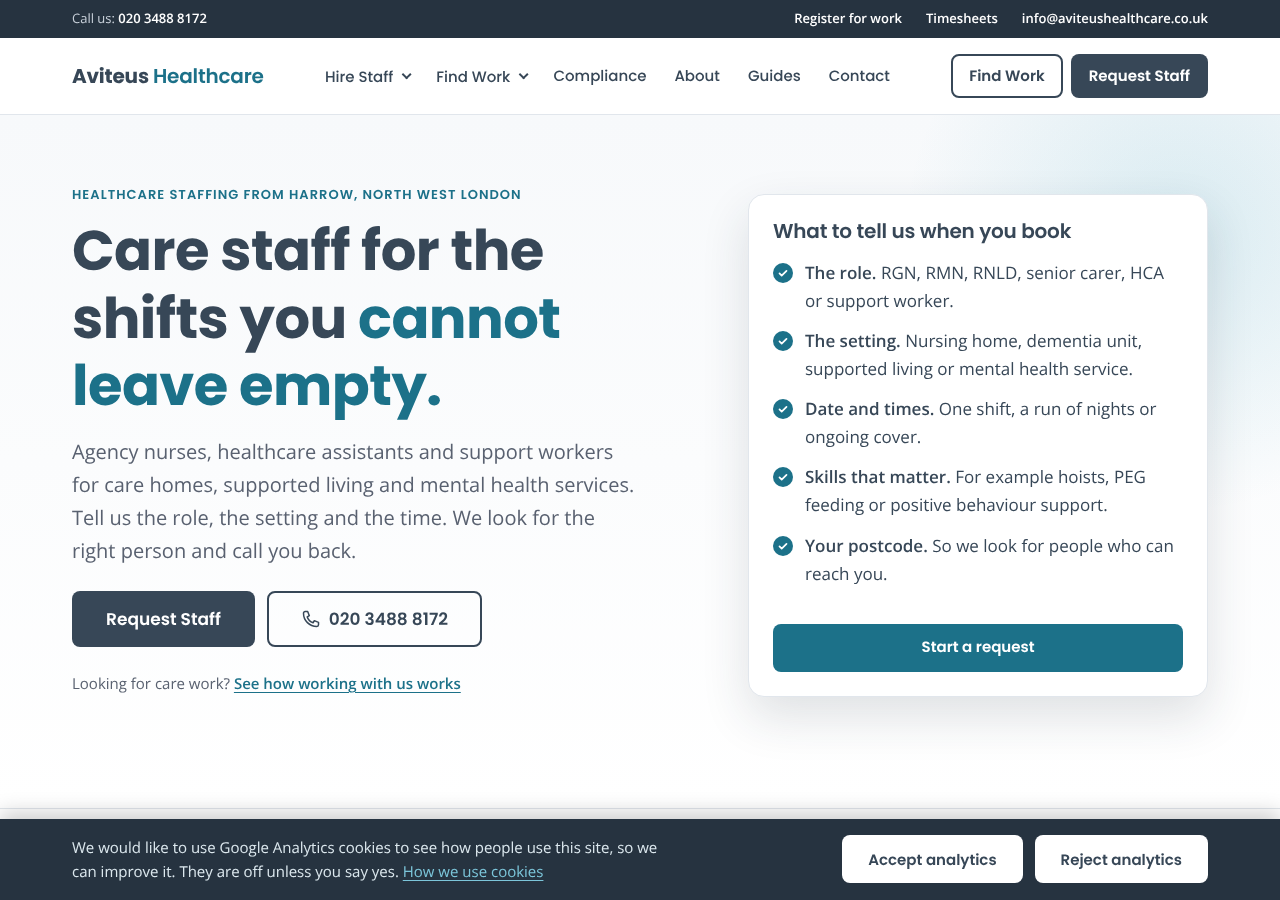 Call us: 020 3488 8172
Register for work
Timesheets
info@aviteushealthcare.co.uk
Aviteus Healthcare
Hire Staff
Find Work
Compliance
About
Guides
Contact
Find Work
Request Staff
HEALTHCARE STAFFING FROM HARROW, NORTH WEST LONDON
Care staff for the
shifts you cannot
leave empty.
Agency nurses, healthcare assistants and support workers
for care homes, supported living and mental health services.
Tell us the role, the setting and the time. We look for the
right person and call you back.
Request Staff
020 3488 8172
Looking for care work? See how working with us works
What to tell us when you book
The role. RGN, RMN, RNLD, senior carer, HCA
or support worker.
The setting. Nursing home, dementia unit,
supported living or mental health service.
Date and times. One shift, a run of nights or
ongoing cover.
Skills that matter. For example hoists, PEG
feeding or positive behaviour support.
Your postcode. So we look for people who can
reach you.
Start a request
We would like to use Google Analytics cookies to see how people use this site, so we
can improve it. They are off unless you say yes. How we use cookies
Accept analytics
Reject analytics